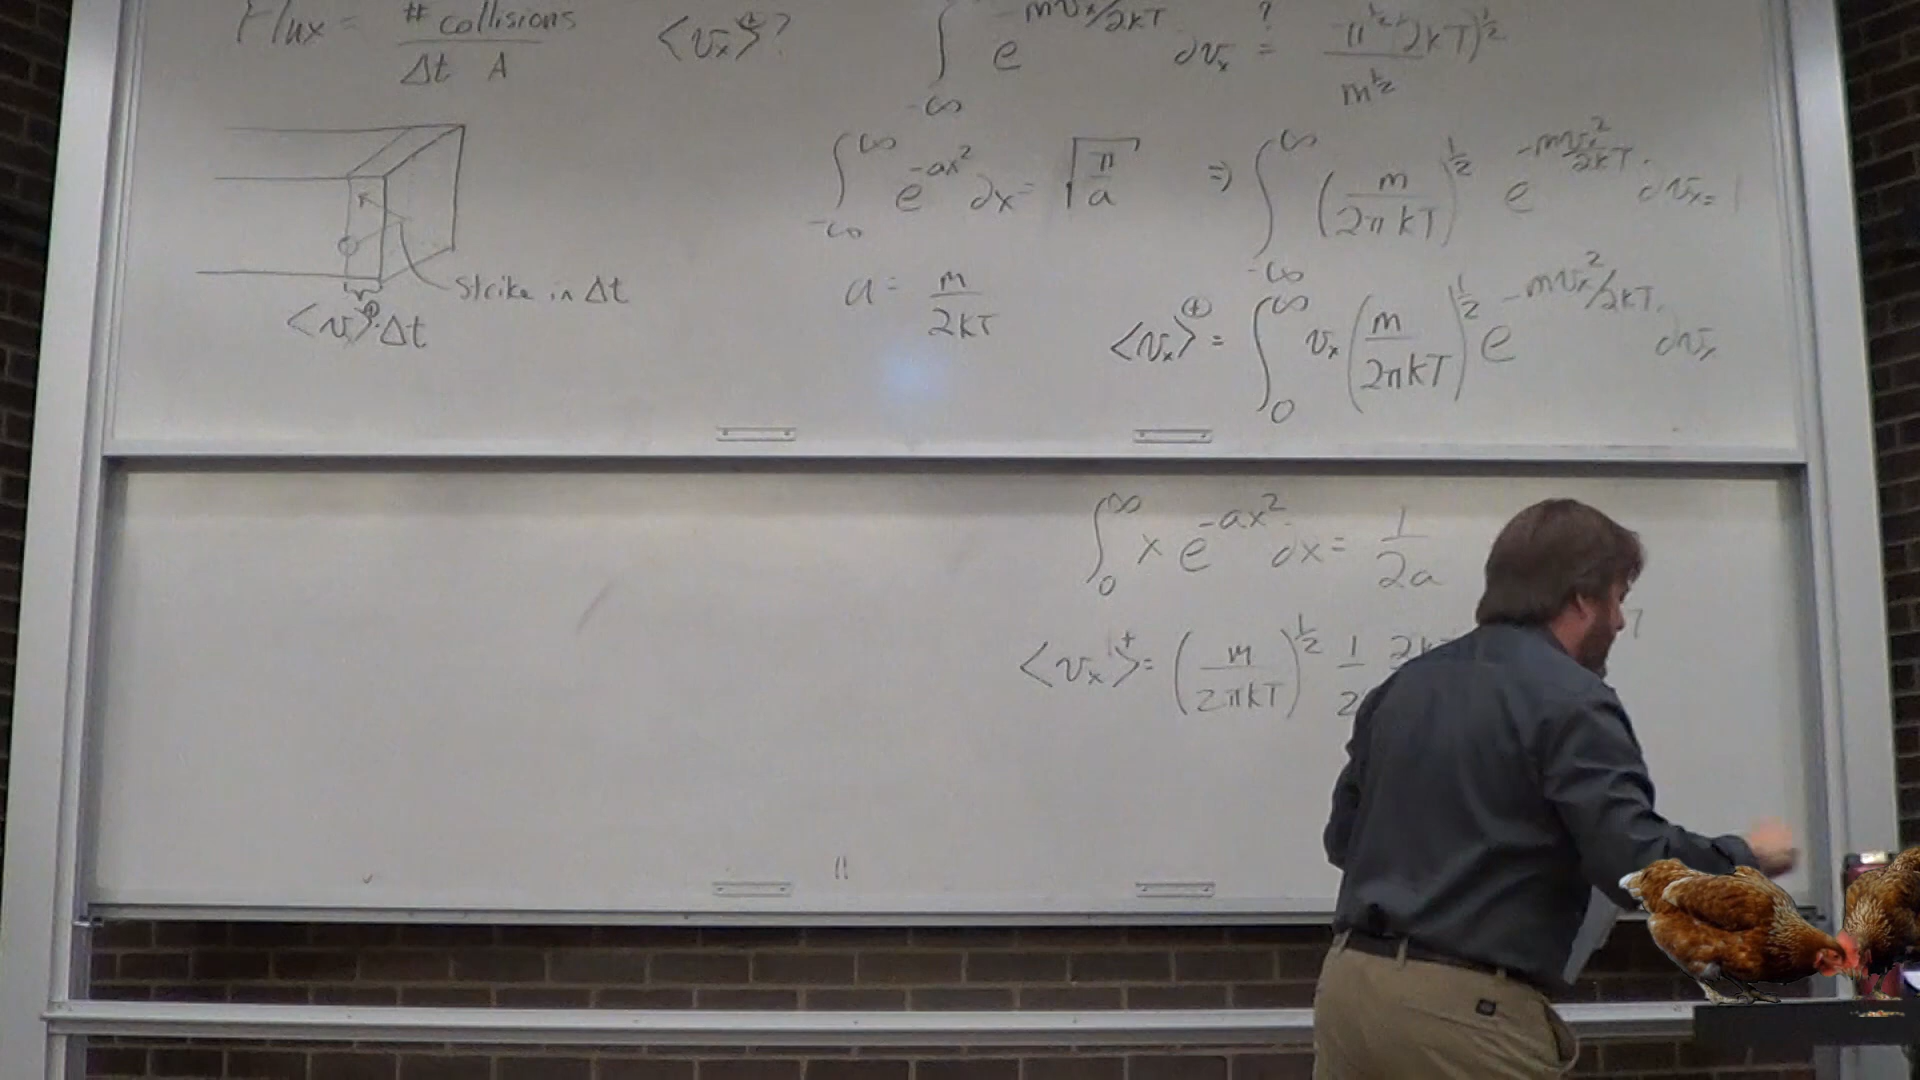 Flux = # collisions / Δt A
<v_x>^+ ?
∫_{-∞} e^{-mv_x²/2kT} dv_x =? π^{1/2} (2kT)^{1/2} / m^{1/2}
∫_{-∞}^{∞} e^{-ax²} dx = √(π/a) ⇒ ∫_{-∞}^{∞} (m/2πkT)^{1/2} e^{-mv_x²/2kT} dv_x = 1
Strike in Δt
<v>^⊕ · Δt
a = m/2kT
<v_x>^(+) = ∫_0^∞ v_x (m/2πkT)^{1/2} e^{-mv_x²/2kT} dv_x
∫_0^∞ x e^{-ax²} dx = 1/2a
<v_x>^+ = (m/2πkT)^{1/2} 1/2 2k